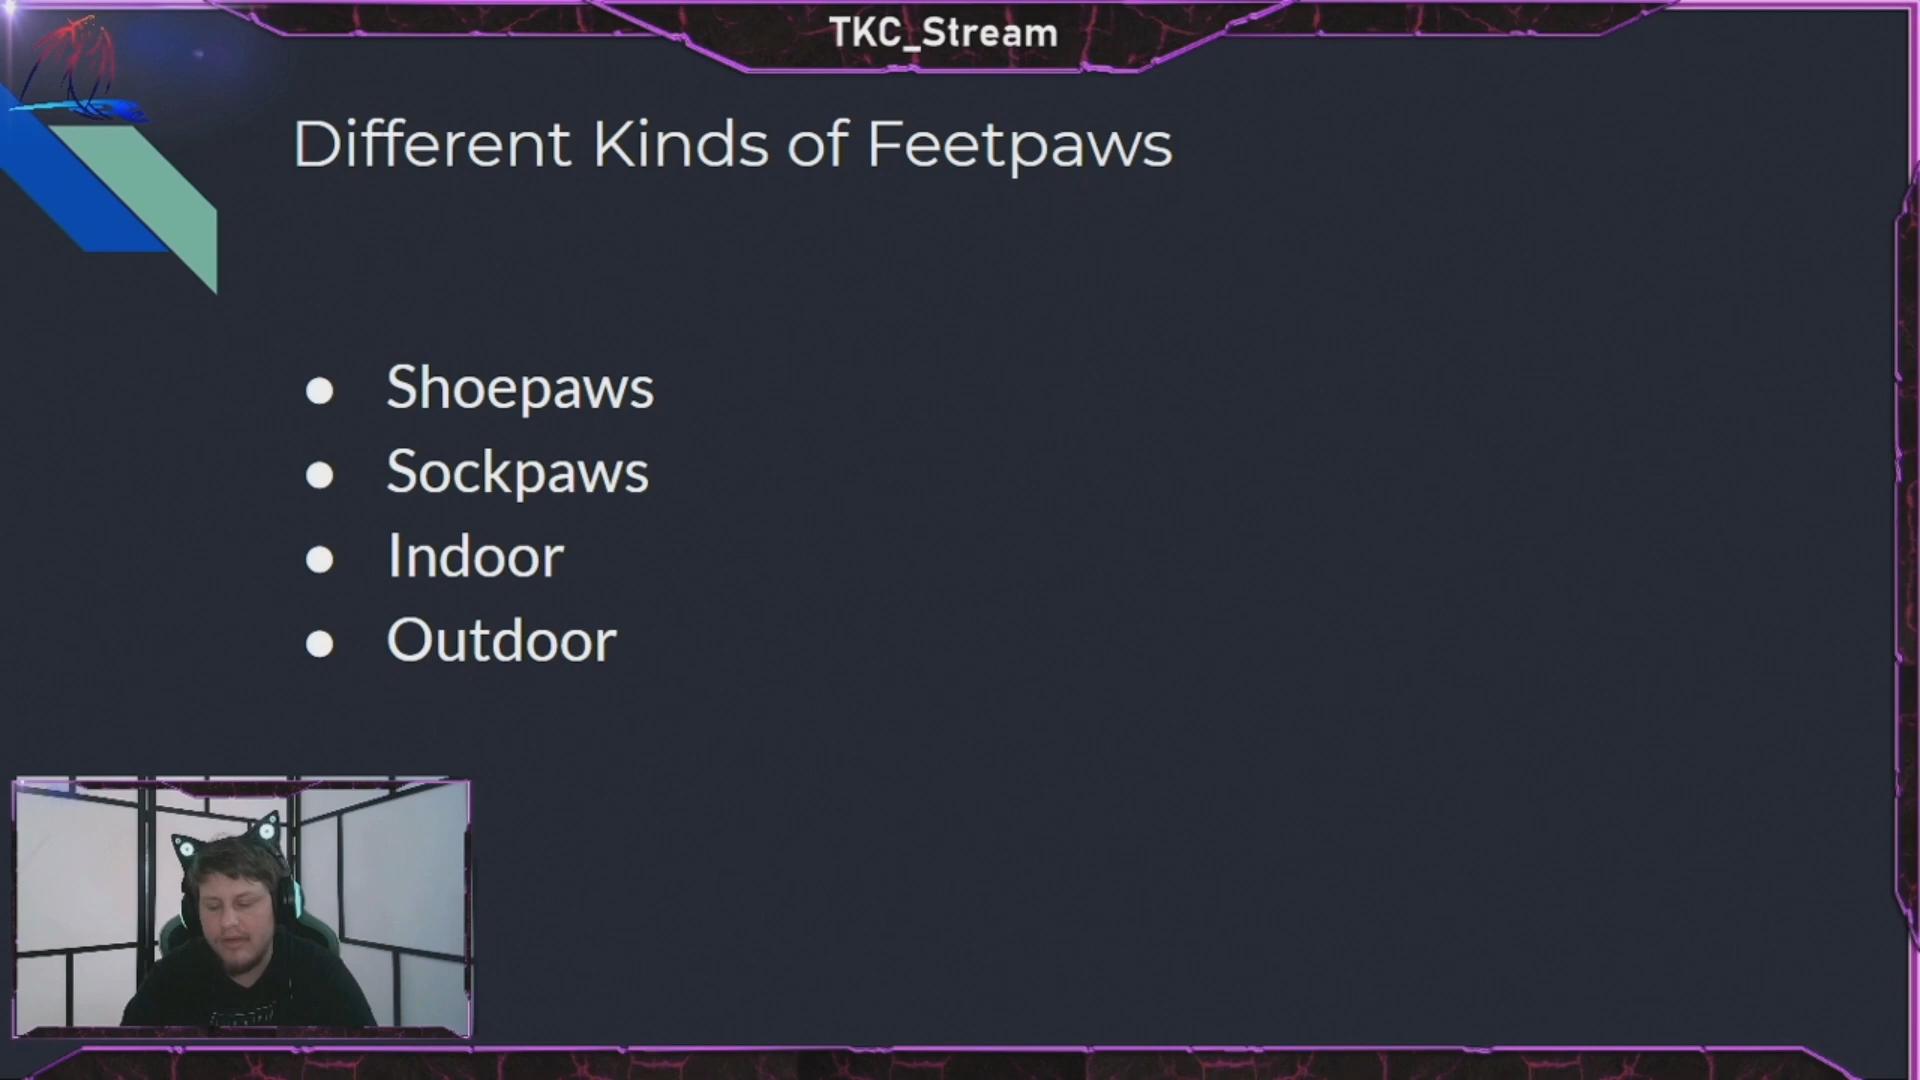 TKC_Stream
Different Kinds of Feetpaws
Shoepaws
Sockpaws
Indoor
Outdoor